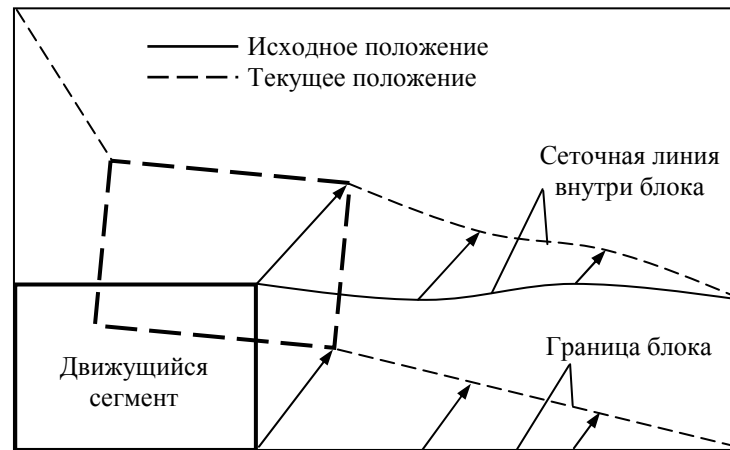 Исходное положение
Текущее положение
Сеточная линия
внутри блока
Движущийся
сегмент
Граница блока